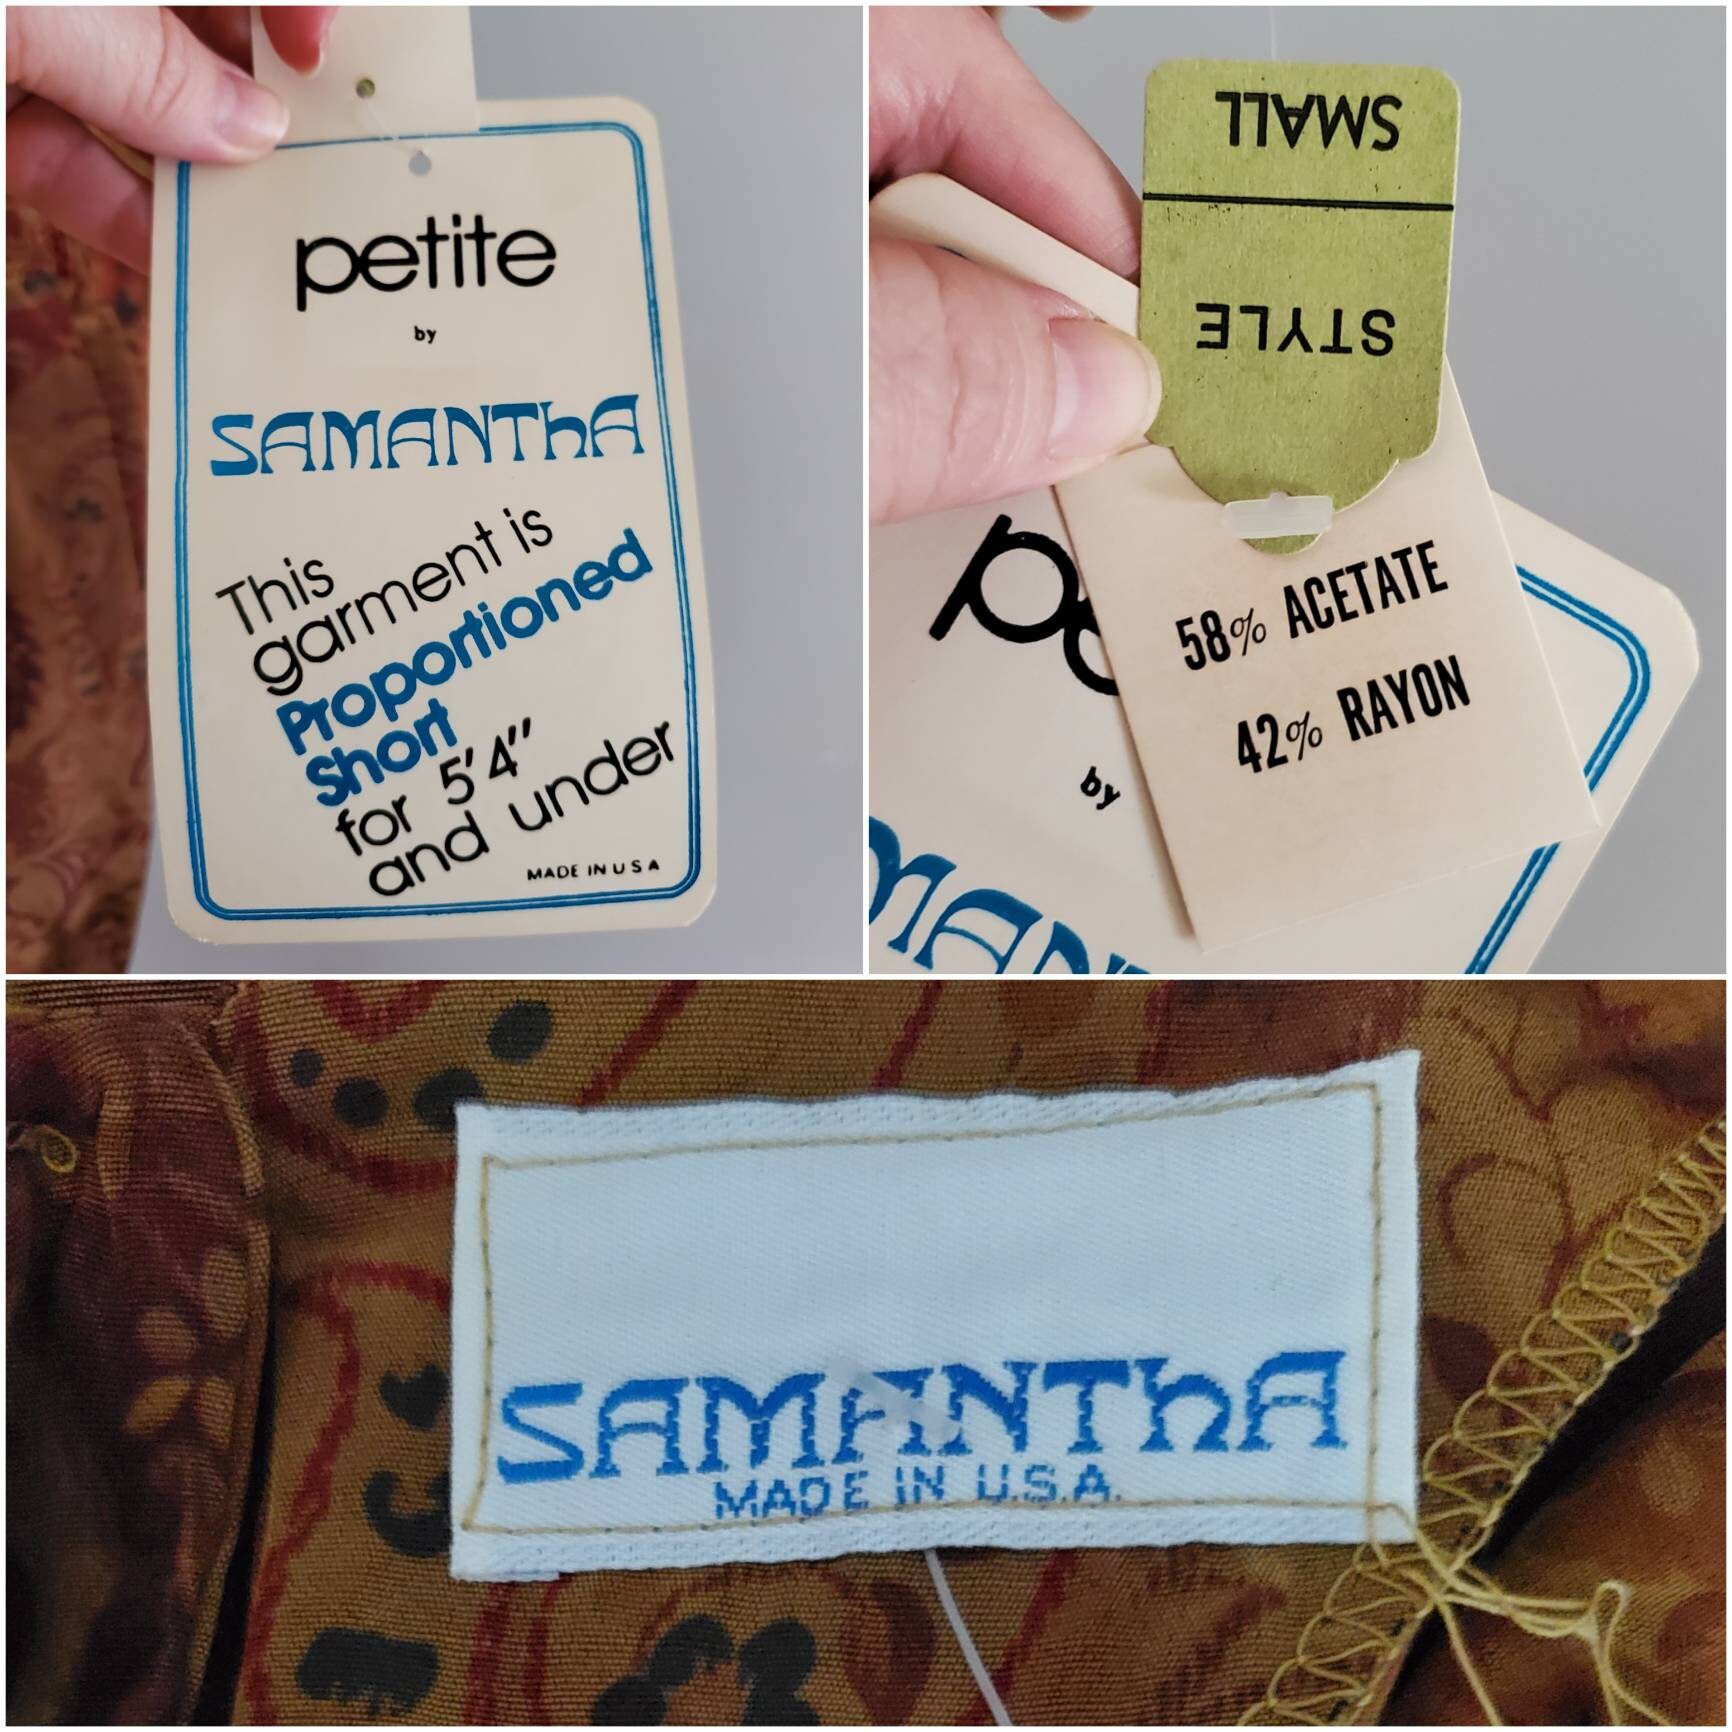 petite
by
SAMANThA
This
garment is
Proportioned
Short
for 5'4"
and under
MADE IN U S A
SMALL
STYLE
58% ACETATE
42% RAYON
by
SAMANThA
MADE IN U.S.A.